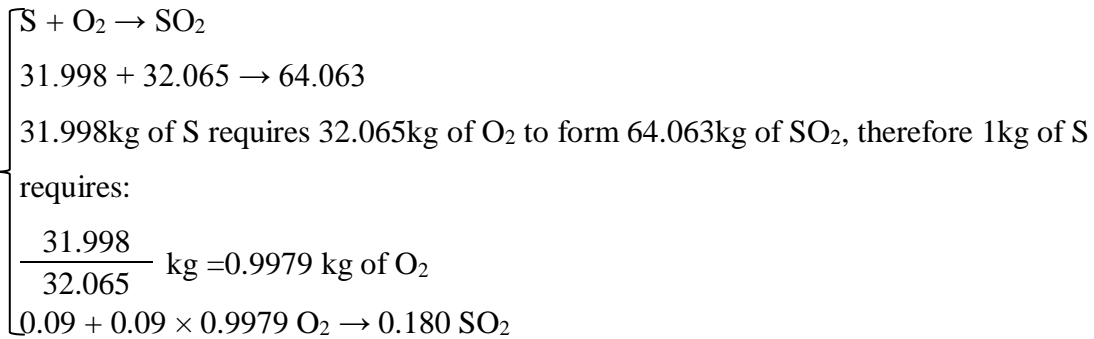 S + O₂ → SO₂
31.998 + 32.065 → 64.063
31.998kg of S requires 32.065kg of O₂ to form 64.063kg of SO₂, therefore 1kg of S
requires:
31.998
32.065
kg =0.9979 kg of O₂
0.09 + 0.09 × 0.9979 O₂ → 0.180 SO₂